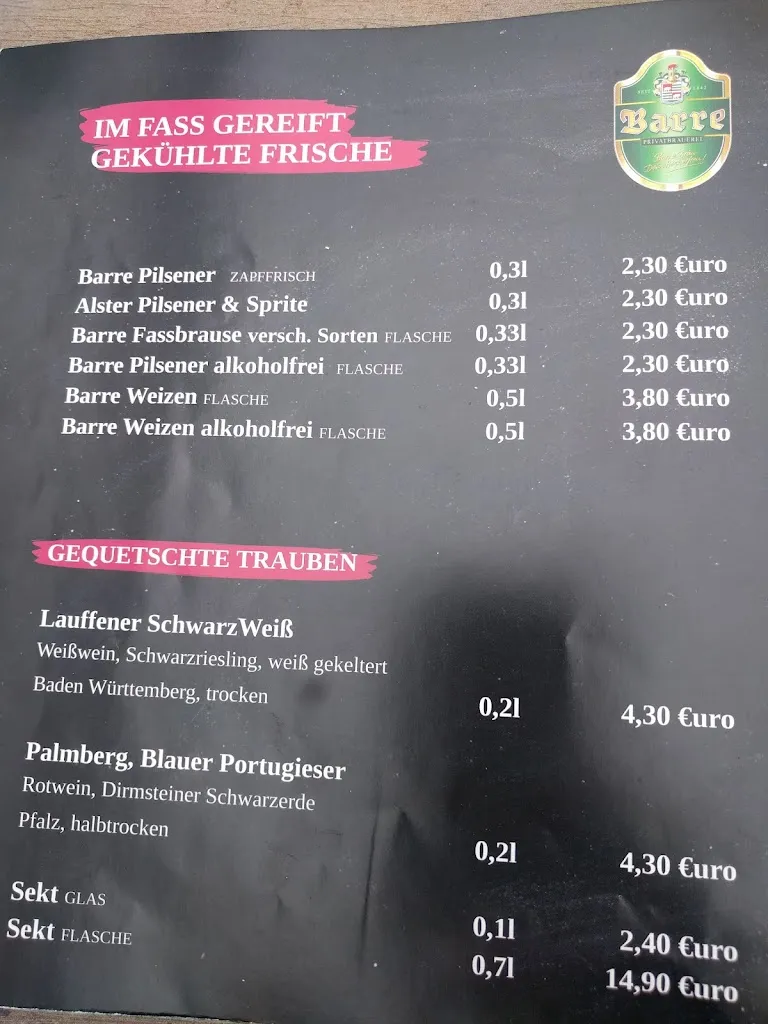 IM FASS GEREIFT
GEKÜHLTE FRISCHE
Barre
PRIVATBRAUEREI
Barre Pilsener ZAPFFRISCH 0,3l 2,30 €uro
Alster Pilsener & Sprite 0,3l 2,30 €uro
Barre Fassbrause versch. Sorten FLASCHE 0,33l 2,30 €uro
Barre Pilsener alkoholfrei FLASCHE 0,33l 2,30 €uro
Barre Weizen FLASCHE 0,5l 3,80 €uro
Barre Weizen alkoholfrei FLASCHE 0,5l 3,80 €uro
GEQUETSCHTE TRAUBEN
Lauffener SchwarzWeiß
Weißwein, Schwarzriesling, weiß gekeltert
Baden Württemberg, trocken
0,2l 4,30 €uro
Palmberg, Blauer Portugieser
Rotwein, Dirmsteiner Schwarzerde
Pfalz, halbtrocken
0,2l 4,30 €uro
Sekt GLAS 0,1l 2,40 €uro
Sekt FLASCHE 0,7l 14,90 €uro